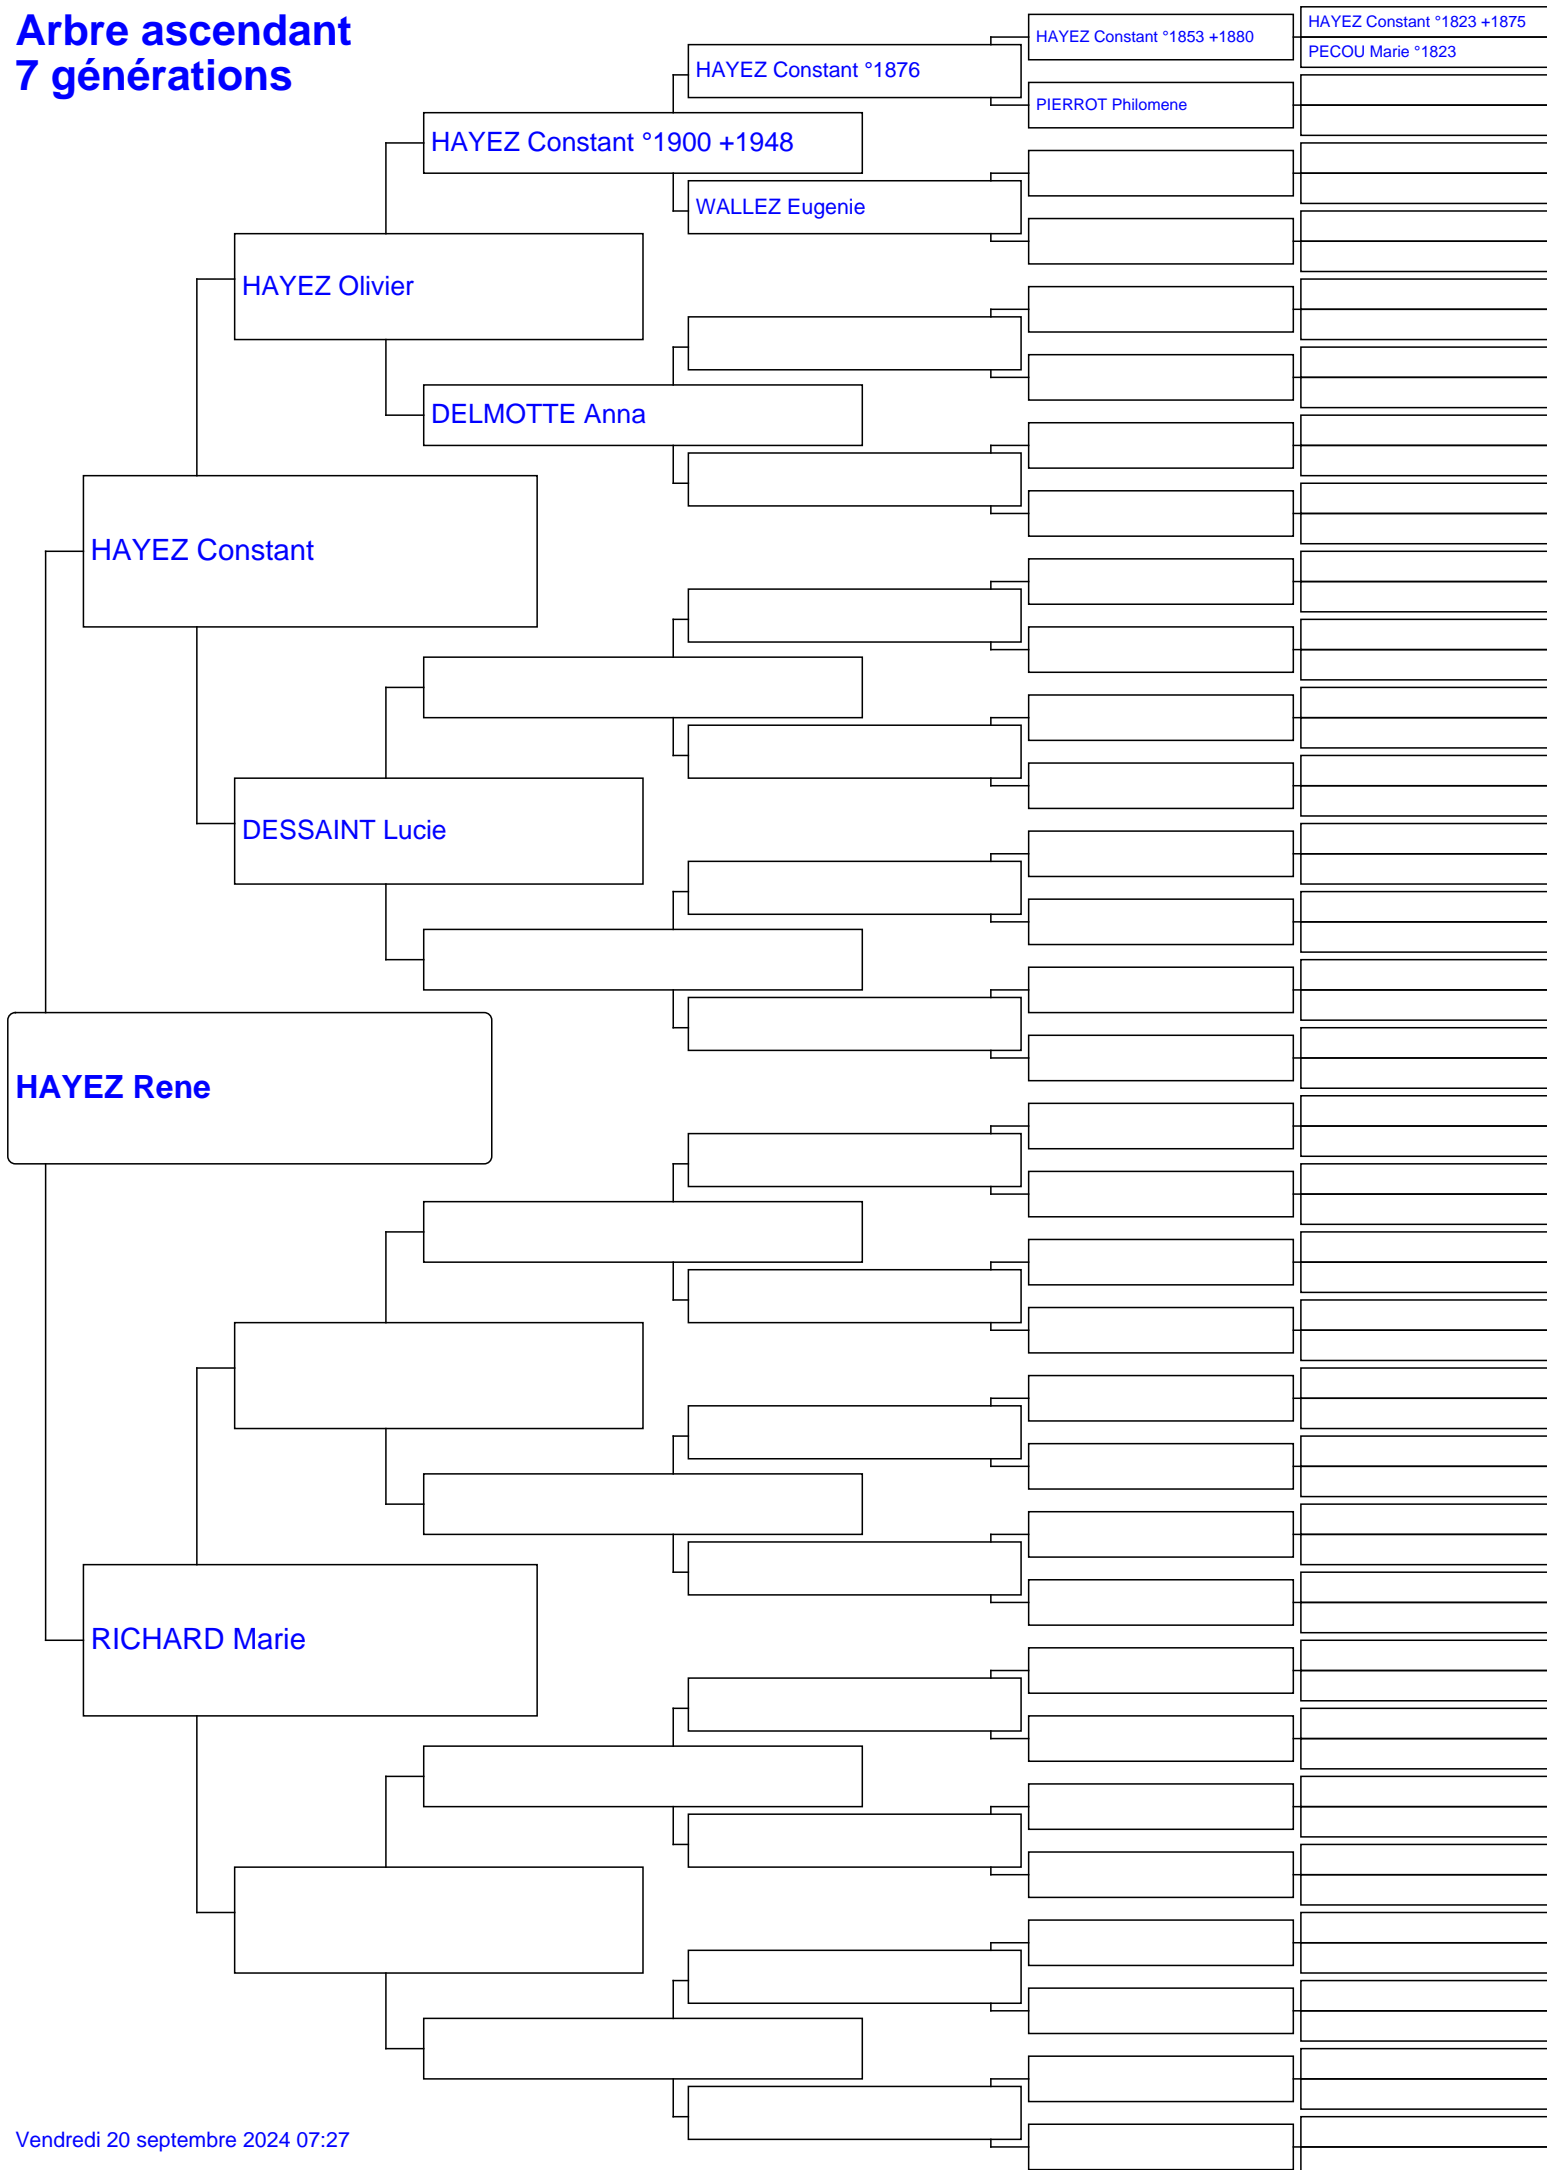 Arbre ascendant
7 générations
HAYEZ Constant °1823 +1875
HAYEZ Constant °1853 +1880
PECOU Marie °1823
HAYEZ Constant °1876
PIERROT Philomene
HAYEZ Constant °1900 +1948
WALLEZ Eugenie
HAYEZ Olivier
DELMOTTE Anna
HAYEZ Constant
DESSAINT Lucie
HAYEZ Rene
RICHARD Marie
Vendredi 20 septembre 2024 07:27